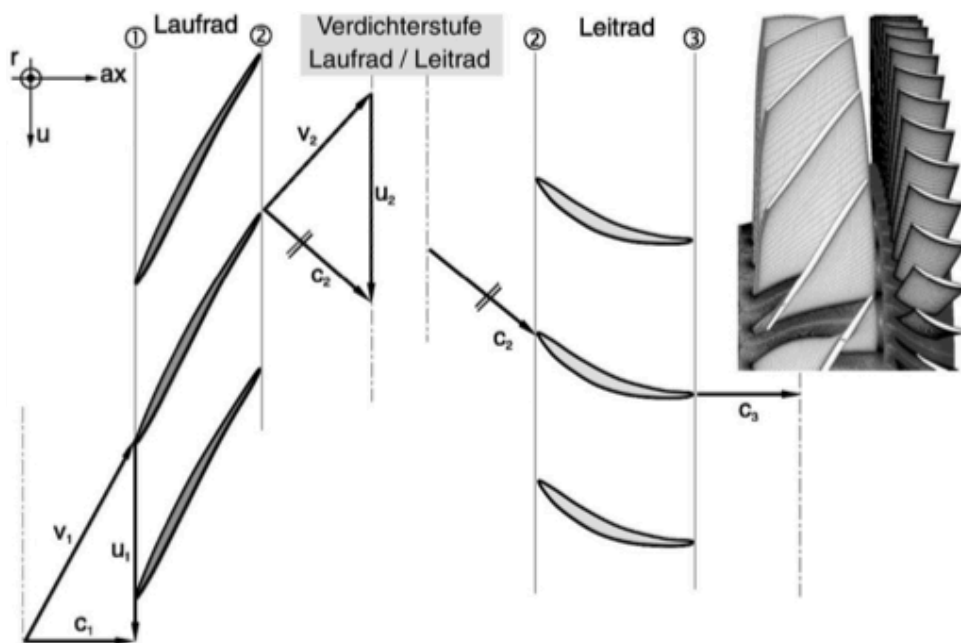 ① Laufrad ②
Verdichterstufe
Laufrad / Leitrad
② Leitrad ③
r
ax
u
v₂
u₂
c₂
c₂
c₃
v₁
u₁
c₁